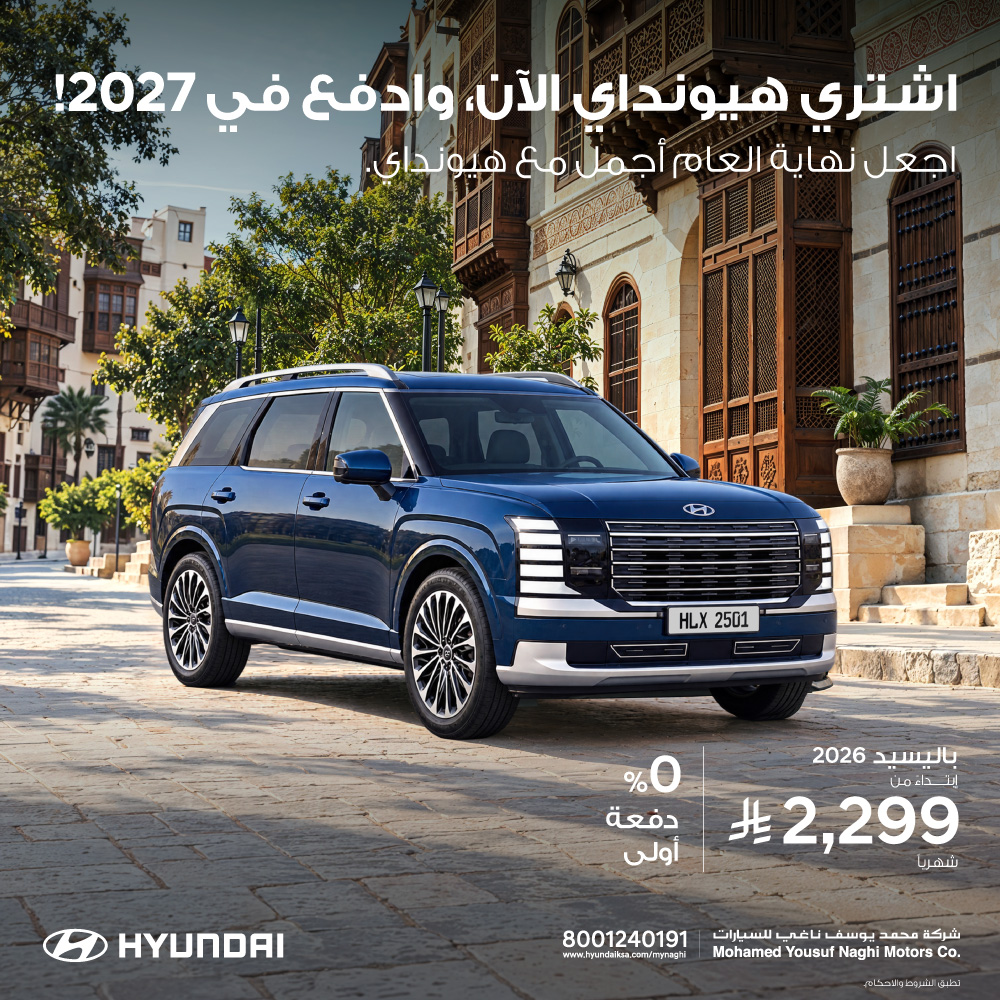 اشتري هيونداي الآن، وادفع في 2027!
اجعل نهاية العام أجمل مع هيونداي.
HLX 2501
باليسيد 2026
إبتداءً من
2,299
شهرياً
0%
دفعة
أولى
HYUNDAI
8001240191
www.hyundaiksa.com/mynaghi
شركة محمد يوسف ناغي للسيارات
Mohamed Yousuf Naghi Motors Co.
تطبق الشروط والاحكام.